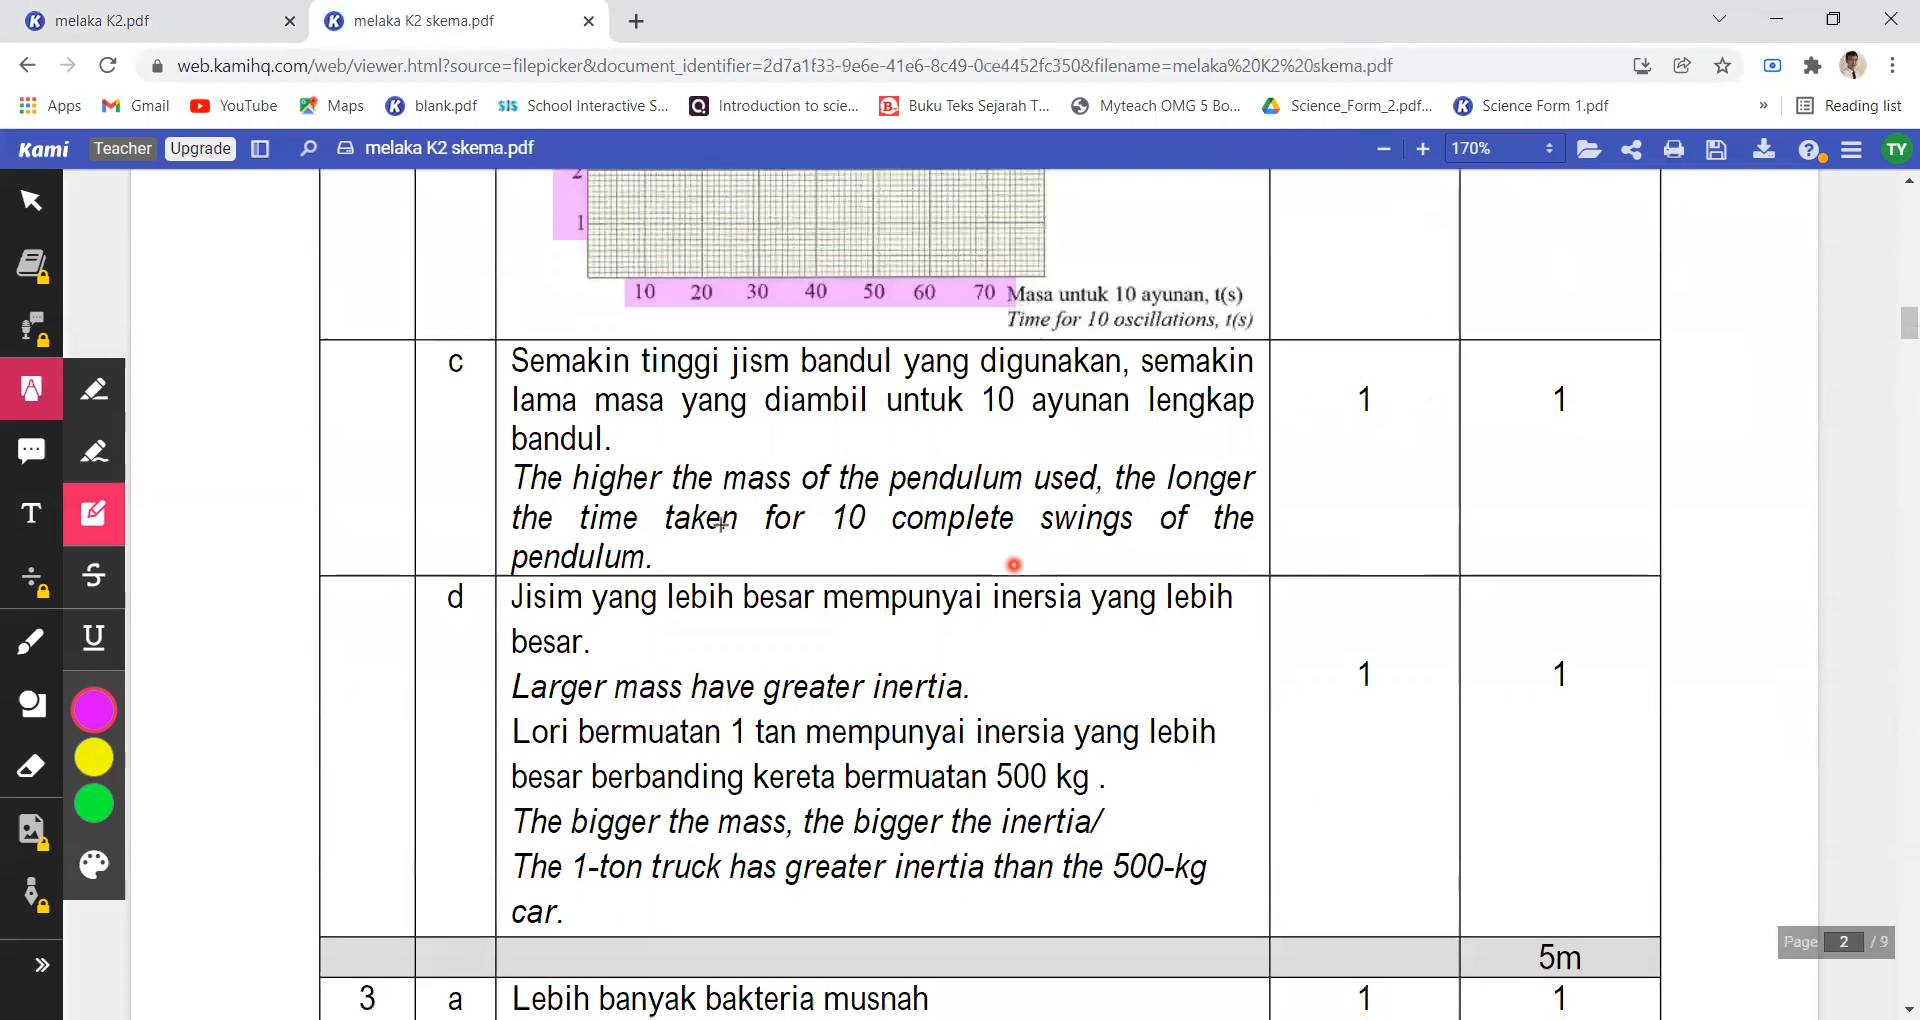 melaka K2.pdf
melaka K2 skema.pdf
web.kamihq.com/web/viewer.html?source=filepicker&document_identifier=2d7a1f33-9e6e-41e6-8c49-0ce4452fc350&filename=melaka%20K2%20skema.pdf
Apps Gmail YouTube Maps blank.pdf SIS School Interactive S... Introduction to scie... Buku Teks Sejarah T... Myteach OMG 5 Bo... Science_Form_2.pdf... Science Form 1.pdf » Reading list
Kami Teacher Upgrade melaka K2 skema.pdf 170% TY
2
1
10 20 30 40 50 60 70 Masa untuk 10 ayunan, t(s)
Time for 10 oscillations, t(s)
c Semakin tinggi jism bandul yang digunakan, semakin
lama masa yang diambil untuk 10 ayunan lengkap 1 1
bandul.
The higher the mass of the pendulum used, the longer
the time taken for 10 complete swings of the
pendulum.
d Jisim yang lebih besar mempunyai inersia yang lebih
besar.
Larger mass have greater inertia. 1 1
Lori bermuatan 1 tan mempunyai inersia yang lebih
besar berbanding kereta bermuatan 500 kg .
The bigger the mass, the bigger the inertia/
The 1-ton truck has greater inertia than the 500-kg
car.
Page 2 / 9
5m
3 a Lebih banyak bakteria musnah 1 1